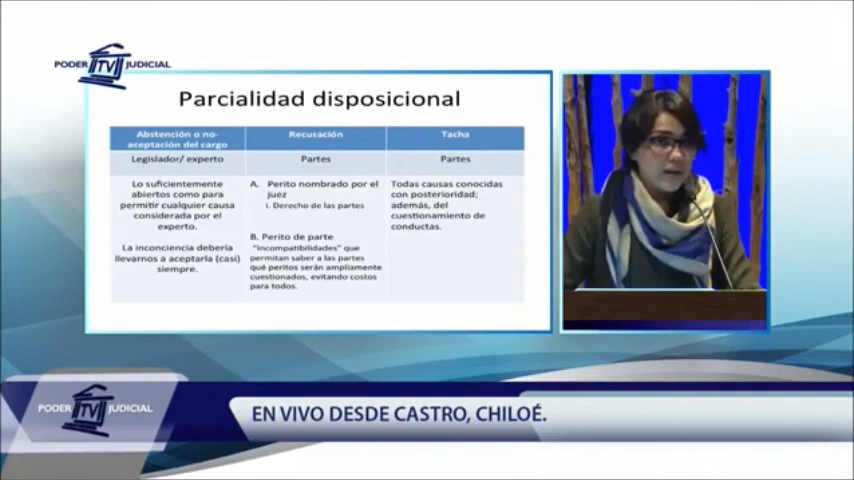 PODER TV JUDICIAL
Parcialidad disposicional
Abstención o no-
aceptación del cargo
Recusación
Tacha
Legislador/ experto
Partes
Partes
Lo suficientemente
abiertos como para
permitir cualquier causa
considerada por el
experto.
La inconciencia debería
llevarnos a aceptarla (casi)
siempre.
A. Perito nombrado por el
juez
i. Derecho de las partes
B. Perito de parte
"Incompatibilidades" que
permitan saber a las partes
qué peritos serán ampliamente
cuestionados, evitando costos
para todos.
Todas causas conocidas
con posterioridad;
además, del
cuestionamiento de
conductas.
PODER TV JUDICIAL
EN VIVO DESDE CASTRO, CHILOÉ.